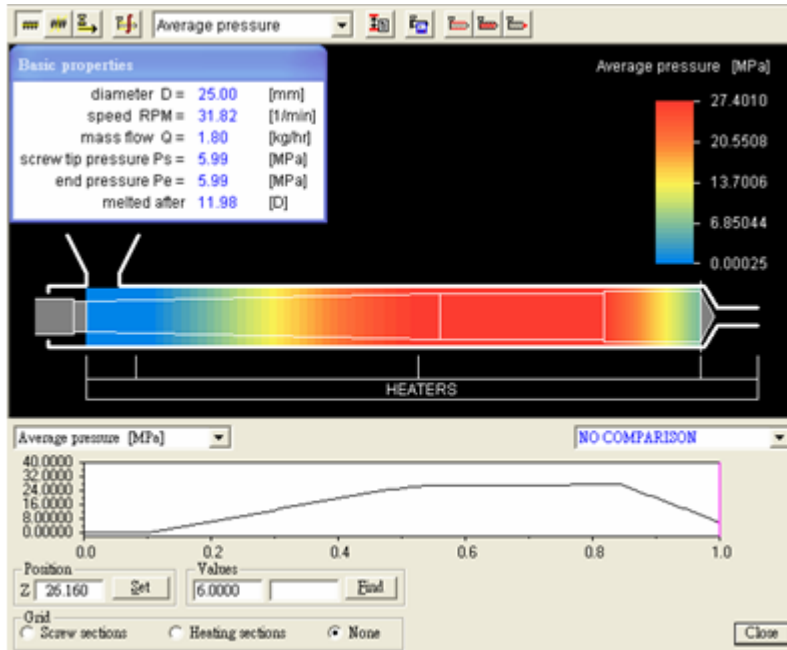 Average pressure
Basic properties
diameter D = 25.00 [mm]
speed RPM = 31.82 [1/min]
mass flow Q = 1.80 [kg/hr]
screw tip pressure Ps = 5.99 [MPa]
end pressure Pe = 5.99 [MPa]
melted after 11.98 [D]
Average pressure [MPa]
27.4010
20.5508
13.7006
6.85044
0.00025
HEATERS
Average pressure [MPa]
NO COMPARISON
40.0000
32.0000
24.0000
16.0000
8.00000
0.00000
0.0 0.2 0.4 0.6 0.8 1.0
Position
Z 26.160 Set
Values
6.0000 Find
Grid
Screw sections Heating sections None
Close